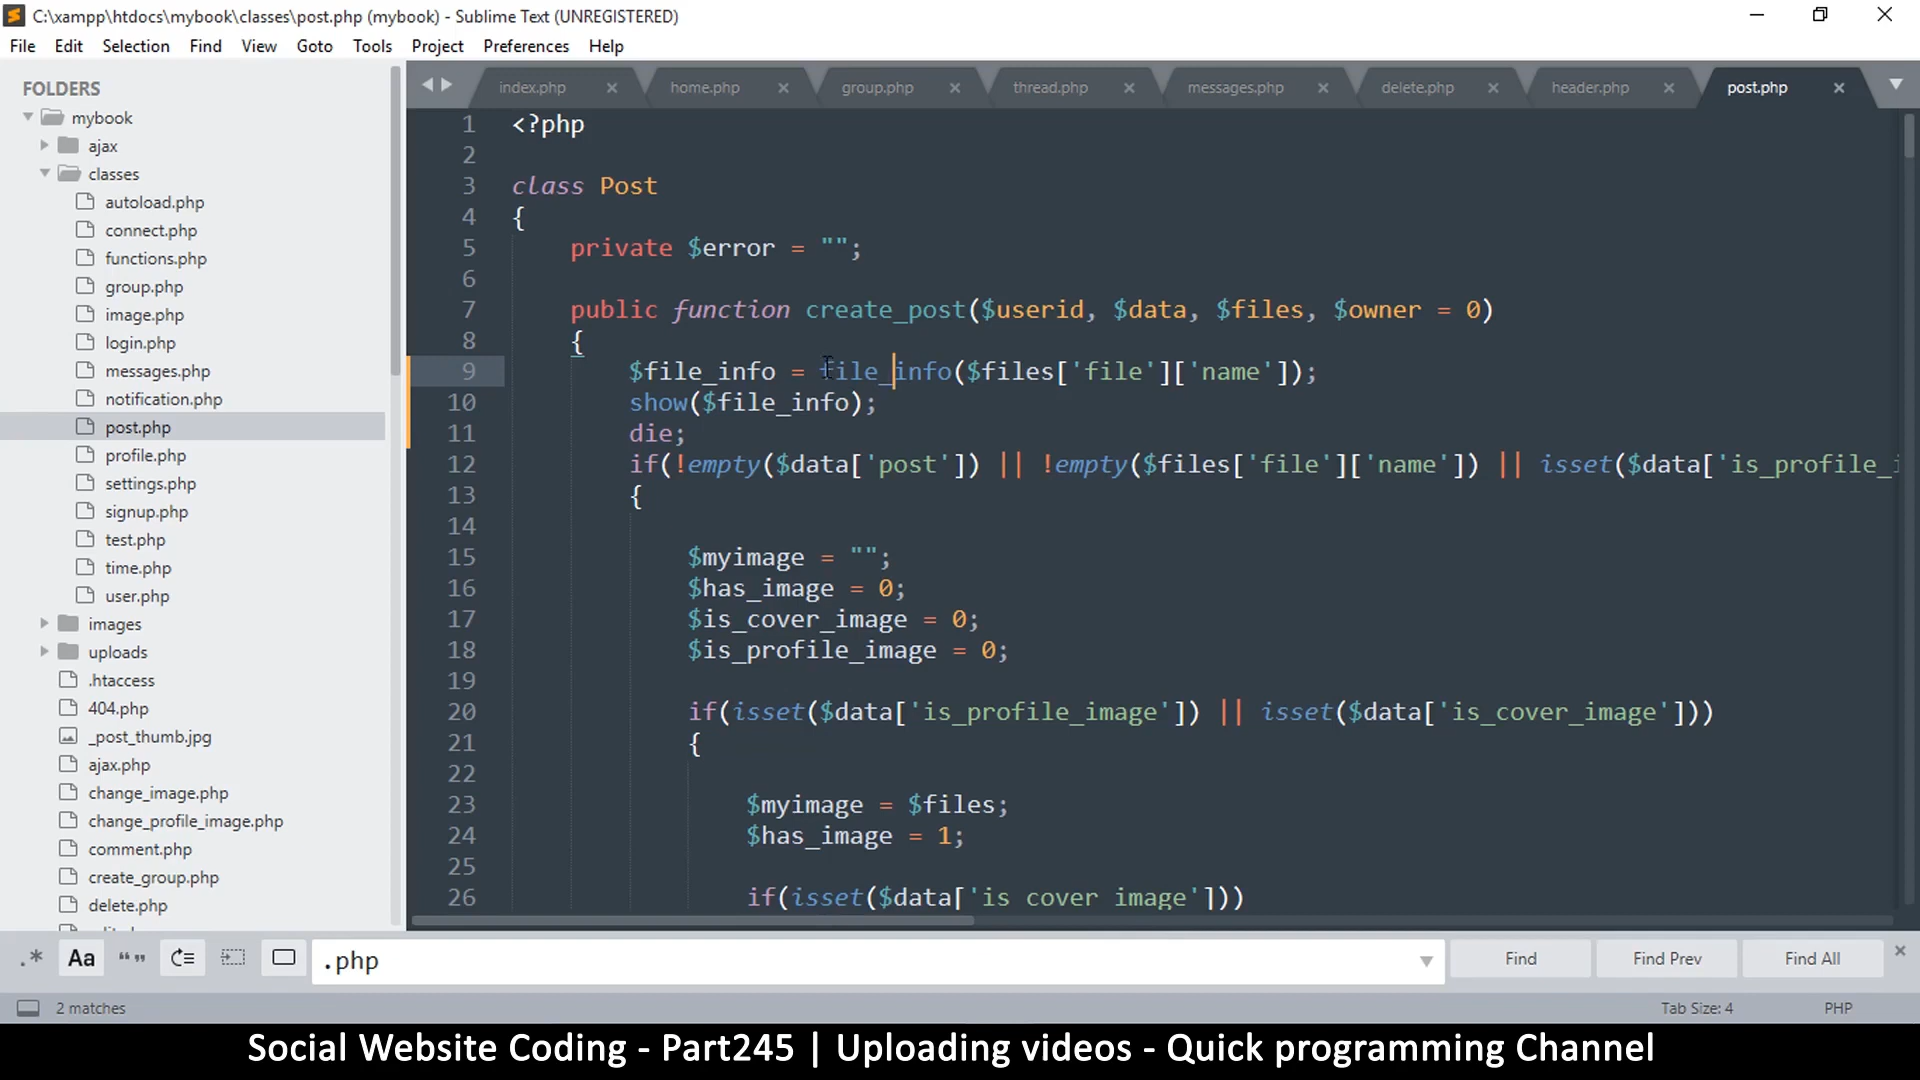 C:\xampp\htdocs\mybook\classes\post.php (mybook) - Sublime Text (UNREGISTERED)
File Edit Selection Find View Goto Tools Project Preferences Help
FOLDERS
mybook
ajax
classes
autoload.php
connect.php
functions.php
group.php
image.php
login.php
messages.php
notification.php
post.php
profile.php
settings.php
signup.php
test.php
time.php
user.php
images
uploads
.htaccess
404.php
_post_thumb.jpg
ajax.php
change_image.php
change_profile_image.php
comment.php
create_group.php
delete.php
index.php home.php group.php thread.php messages.php delete.php header.php post.php
1 <?php
2
3 class Post
4 {
5 private $error = "";
6
7 public function create_post($userid, $data, $files, $owner = 0)
8 {
9 $file_info = file_info($files['file']['name']);
10 show($file_info);
11 die;
12 if(!empty($data['post']) || !empty($files['file']['name']) || isset($data['is_profile_
13 {
14
15 $myimage = "";
16 $has_image = 0;
17 $is_cover_image = 0;
18 $is_profile_image = 0;
19
20 if(isset($data['is_profile_image']) || isset($data['is_cover_image']))
21 {
22
23 $myimage = $files;
24 $has_image = 1;
25
26 if(isset($data['is_cover_image']))
.* Aa “” .php Find Find Prev Find All
2 matches Tab Size: 4 PHP
Social Website Coding - Part245 | Uploading videos - Quick programming Channel